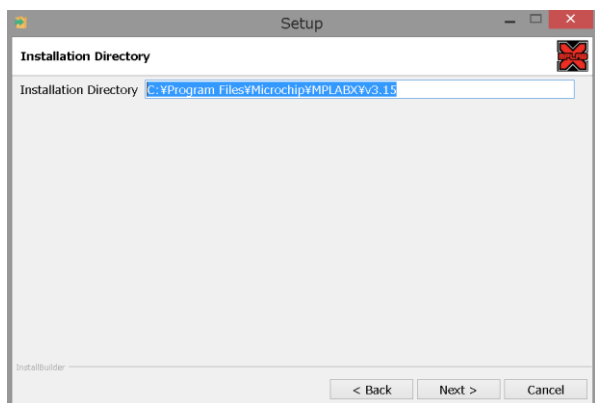 Setup
Installation Directory
Installation Directory C:¥Program Files¥Microchip¥MPLABX¥v3.15
InstallBuilder
< Back Next > Cancel